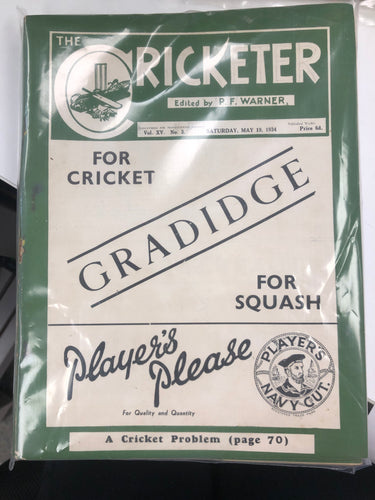 THE CRICKETER
Edited by P. F. WARNER,
Vol. XV. No. 3. SATURDAY, MAY 19, 1934 Price 6d.
FOR
CRICKET
GRADIDGE
FOR
SQUASH
Player's
Please
For Quality and Quantity
PLAYER'S
NAVY CUT.
A Cricket Problem (page 70)